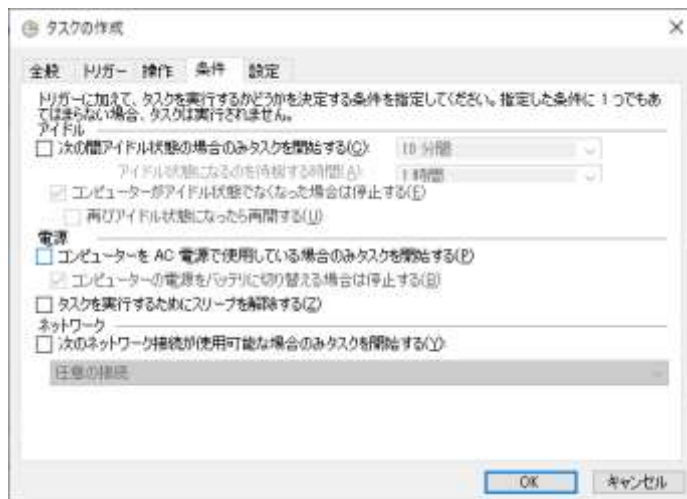 タスクの作成
全般 トリガー 操作 条件 設定
トリガーに加えて、タスクを実行するかどうかを決定する条件を指定してください。指定した条件に 1 つでもあ
てはまらない場合、タスクは実行されません。
アイドル
次の間アイドル状態の場合のみタスクを開始する(C): 10 分間
アイドル状態になるのを待機する時間(A): 1 時間
コンピューターがアイドル状態でなくなった場合は停止する(E)
再びアイドル状態になったら再開する(U)
電源
コンピューターを AC 電源で使用している場合のみタスクを開始する(P)
コンピューターの電源をバッテリに切り替える場合は停止する(B)
タスクを実行するためにスリープを解除する(Z)
ネットワーク
次のネットワーク接続が使用可能な場合のみタスクを開始する(Y):
任意の接続
OK キャンセル